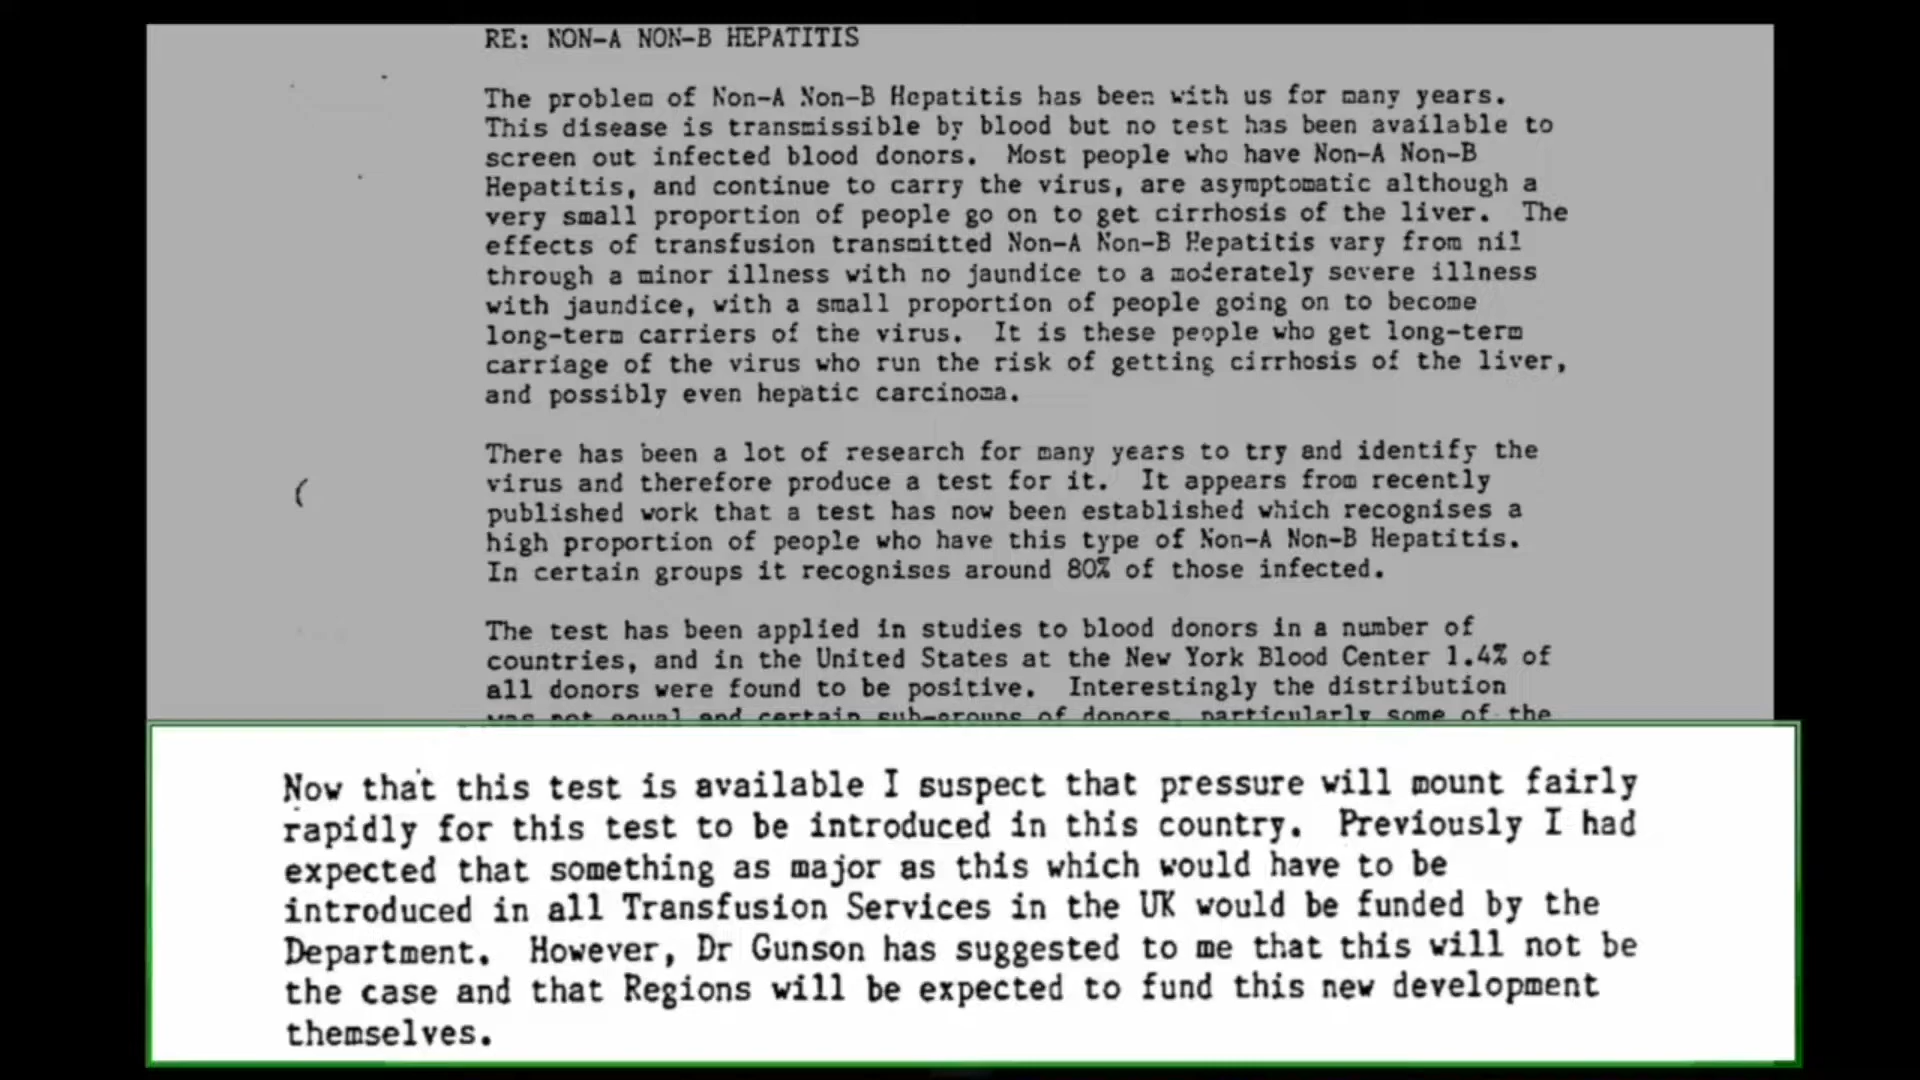 RE: NON-A NON-B HEPATITIS
The problem of Non-A Non-B Hepatitis has been with us for many years.
This disease is transmissible by blood but no test has been available to
screen out infected blood donors. Most people who have Non-A Non-B
Hepatitis, and continue to carry the virus, are asymptomatic although a
very small proportion of people go on to get cirrhosis of the liver. The
effects of transfusion transmitted Non-A Non-B Hepatitis vary from nil
through a minor illness with no jaundice to a moderately severe illness
with jaundice, with a small proportion of people going on to become
long-term carriers of the virus. It is these people who get long-term
carriage of the virus who run the risk of getting cirrhosis of the liver,
and possibly even hepatic carcinoma.
There has been a lot of research for many years to try and identify the
virus and therefore produce a test for it. It appears from recently
published work that a test has now been established which recognises a
high proportion of people who have this type of Non-A Non-B Hepatitis.
In certain groups it recognises around 80% of those infected.
The test has been applied in studies to blood donors in a number of
countries, and in the United States at the New York Blood Center 1.4% of
all donors were found to be positive. Interestingly the distribution
was not equal and certain sub-groups of donors, particularly some of the
Now that this test is available I suspect that pressure will mount fairly
rapidly for this test to be introduced in this country. Previously I had
expected that something as major as this which would have to be
introduced in all Transfusion Services in the UK would be funded by the
Department. However, Dr Gunson has suggested to me that this will not be
the case and that Regions will be expected to fund this new development
themselves.